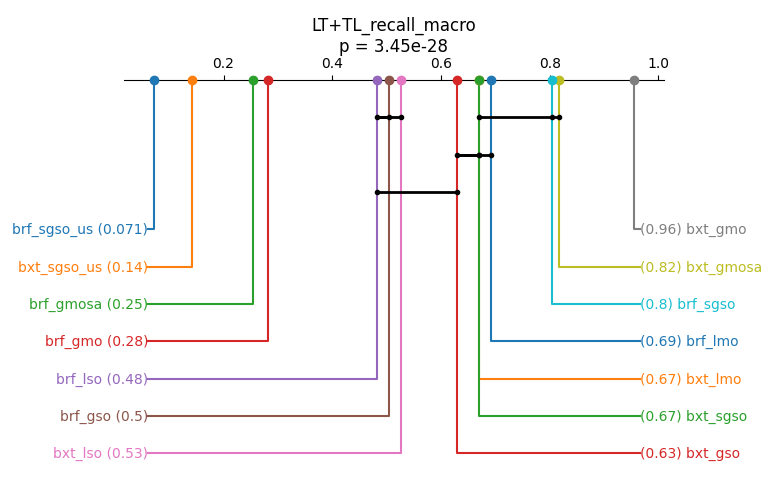 LT+TL_recall_macro
p = 3.45e-28
0.2 0.4 0.6 0.8 1.0
brf_sgso_us (0.071) (0.96) bxt_gmo
bxt_sgso_us (0.14) (0.82) bxt_gmosa
brf_gmosa (0.25) (0.8) brf_sgso
brf_gmo (0.28) (0.69) brf_lmo
brf_lso (0.48) (0.67) bxt_lmo
brf_gso (0.5) (0.67) bxt_sgso
bxt_lso (0.53) (0.63) bxt_gso